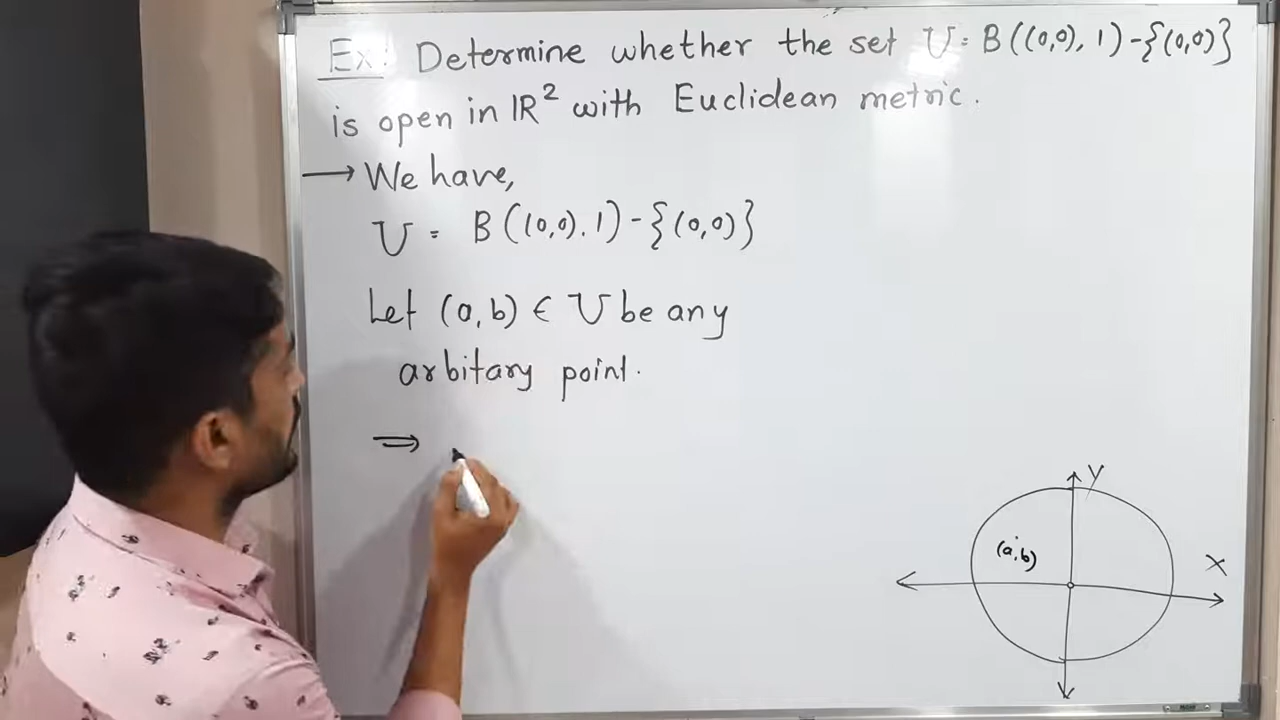 Ex: Determine whether the set U = B((0,0), 1) - {(0,0)}
is open in ℝ² with Euclidean metric.
→ We have,
U = B((0,0), 1) - {(0,0)}
Let (a,b) ∈ U be any
arbitary point.
⇒
Y
(a,b)
X